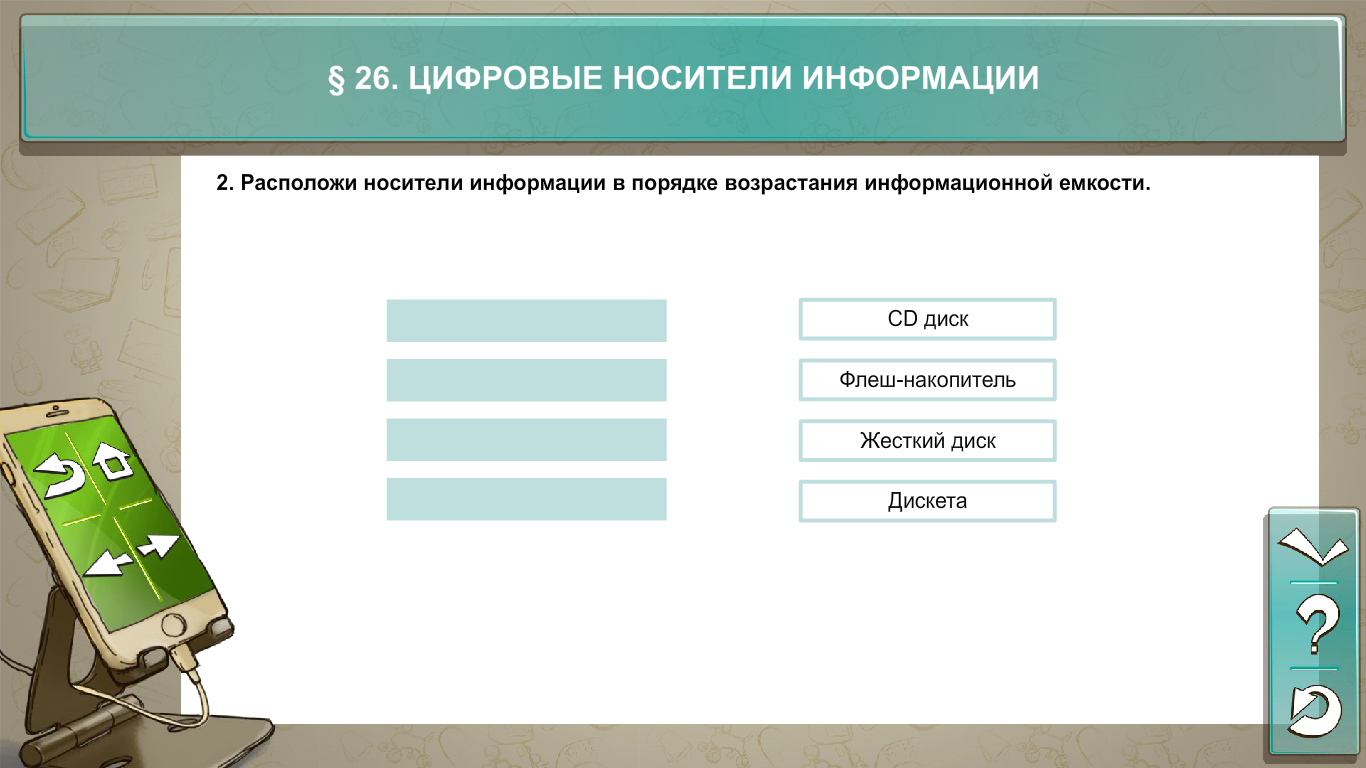 § 26. ЦИФРОВЫЕ НОСИТЕЛИ ИНФОРМАЦИИ
2. Расположи носители информации в порядке возрастания информационной емкости.
CD диск
Флеш-накопитель
Жесткий диск
Дискета